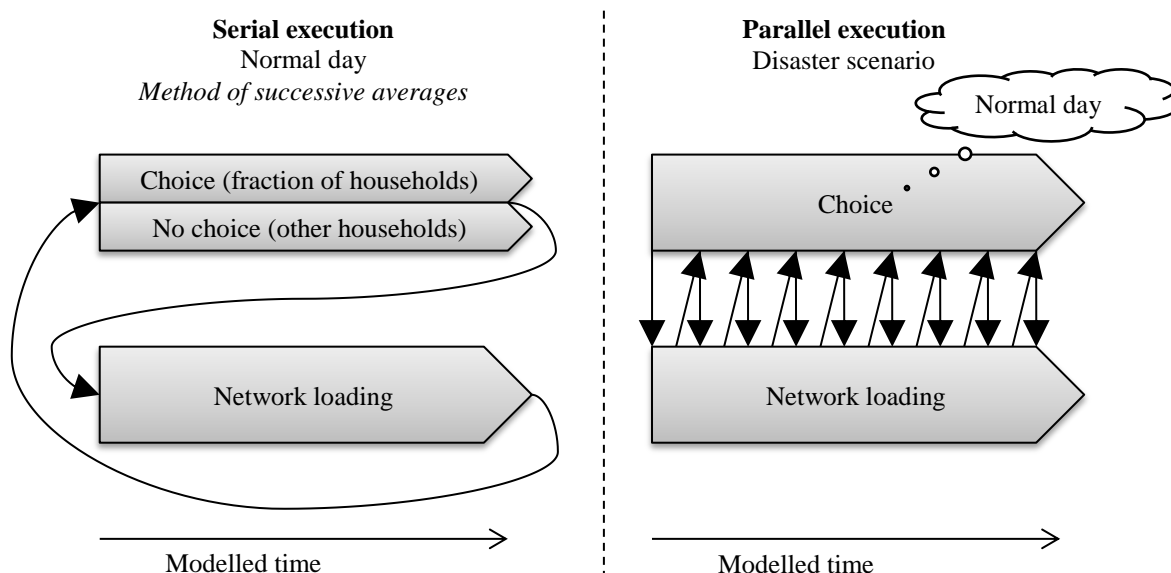 Serial execution
Normal day
Method of successive averages
Choice (fraction of households)
No choice (other households)
Network loading
Modelled time
Parallel execution
Disaster scenario
Normal day
Choice
Network loading
Modelled time